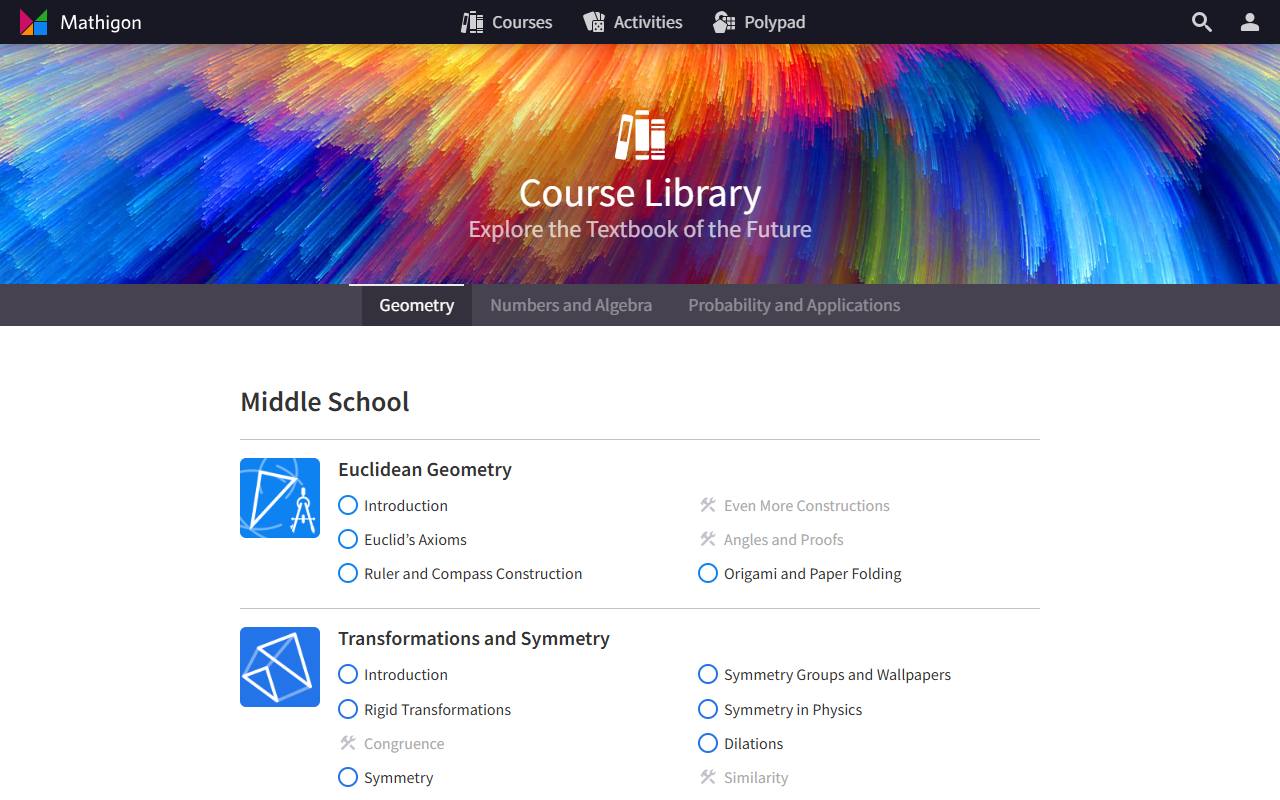 Mathigon
Courses
Activities
Polypad
Course Library
Explore the Textbook of the Future
Geometry
Numbers and Algebra
Probability and Applications
Middle School
Euclidean Geometry
Introduction
Euclid’s Axioms
Ruler and Compass Construction
Even More Constructions
Angles and Proofs
Origami and Paper Folding
Transformations and Symmetry
Introduction
Rigid Transformations
Congruence
Symmetry
Symmetry Groups and Wallpapers
Symmetry in Physics
Dilations
Similarity